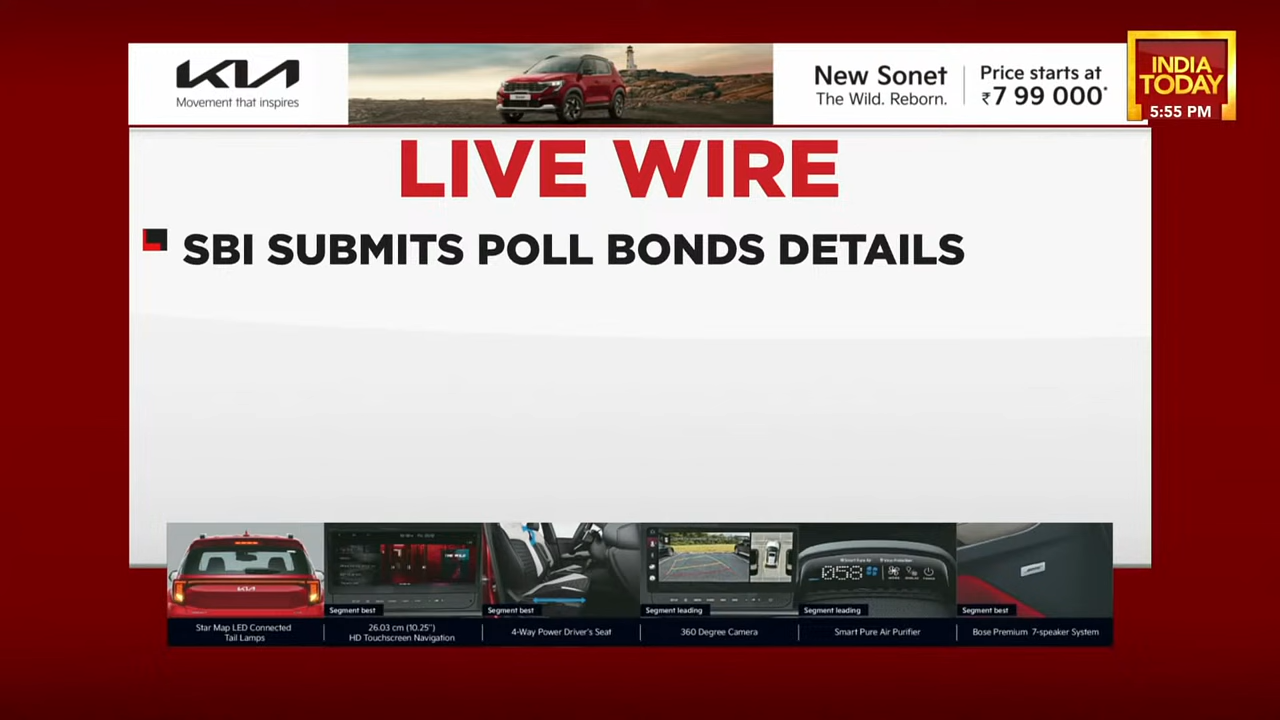 KIA
Movement that inspires
New Sonet
The Wild. Reborn.
Price starts at
₹7 99 000*
INDIA
TODAY
5:55 PM
LIVE WIRE
SBI SUBMITS POLL BONDS DETAILS
Segment best
Segment best
Segment leading
Segment leading
Segment best
Star Map LED Connected
Tail Lamps
26.03 cm (10.25")
HD Touchscreen Navigation
4-Way Power Driver's Seat
360 Degree Camera
Smart Pure Air Purifier
Bose Premium 7-speaker System
058